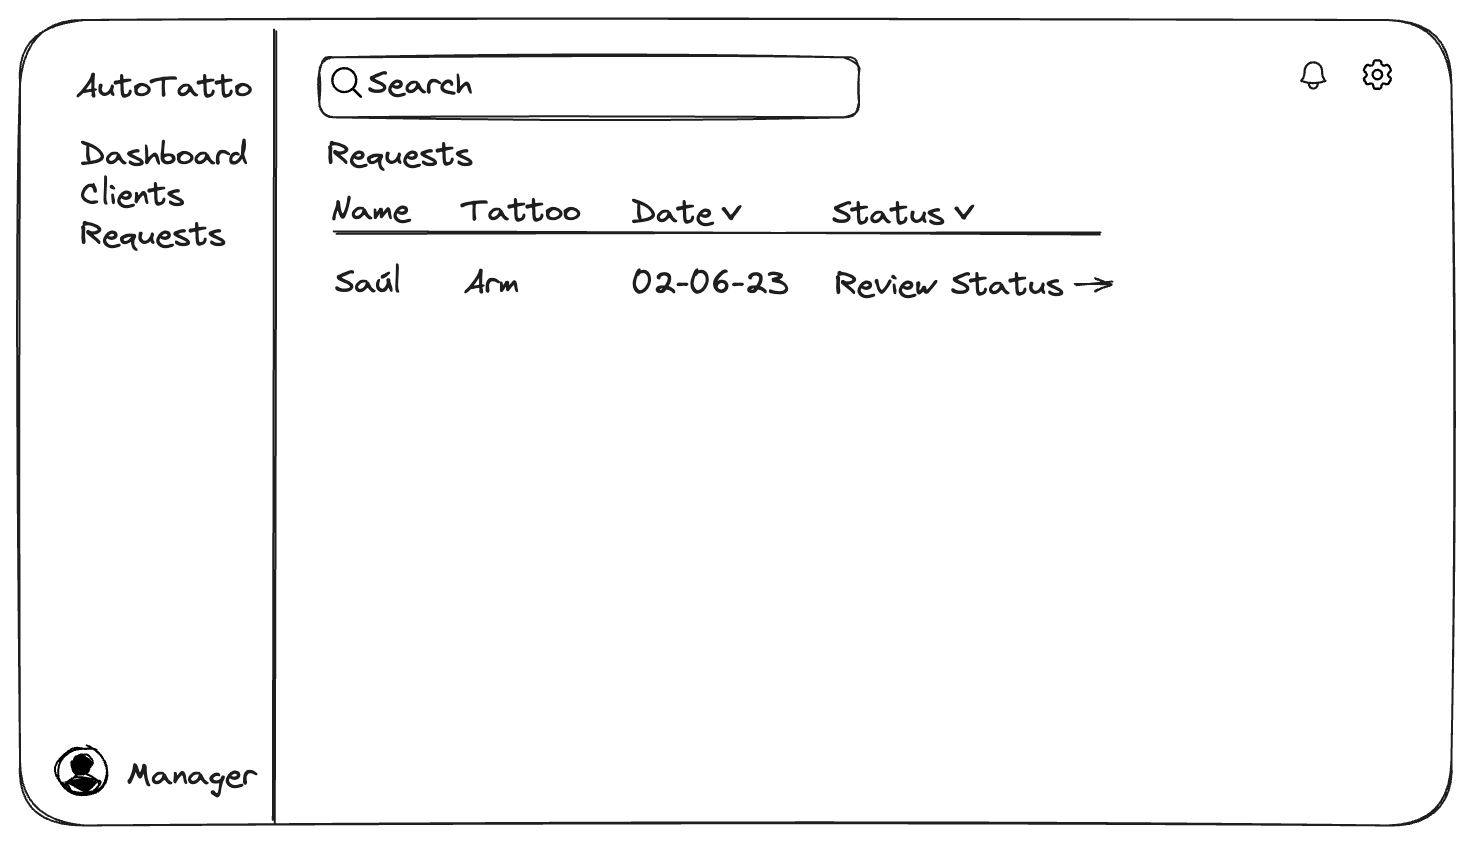 AutoTatto
Dashboard
Clients
Requests
Manager
Search
Requests
Name Tattoo Date Status
Saúl Arm 02-06-23 Review Status →